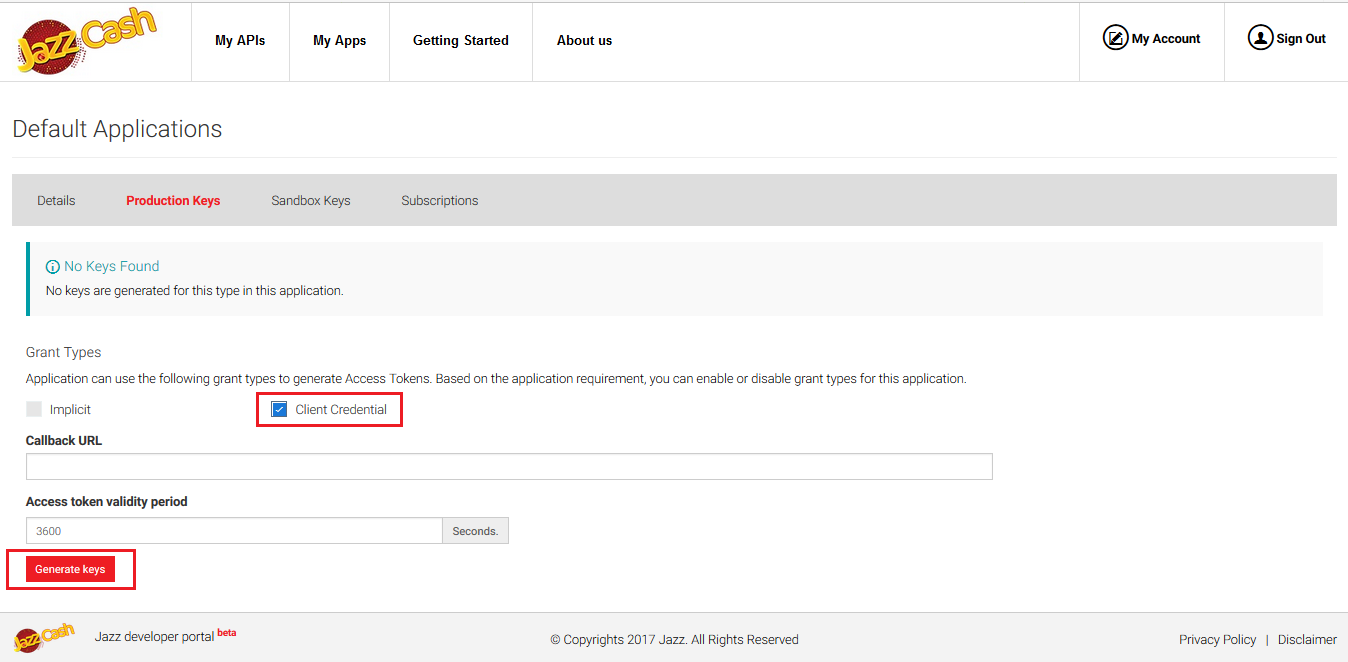 JazzCash
My APIs
My Apps
Getting Started
About us
My Account
Sign Out
Default Applications
Details
Production Keys
Sandbox Keys
Subscriptions
No Keys Found
No keys are generated for this type in this application.
Grant Types
Application can use the following grant types to generate Access Tokens. Based on the application requirement, you can enable or disable grant types for this application.
Implicit
Client Credential
Callback URL
Access token validity period
3600
Seconds.
Generate keys
JazzCash
Jazz developer portal beta
© Copyrights 2017 Jazz. All Rights Reserved
Privacy Policy | Disclaimer